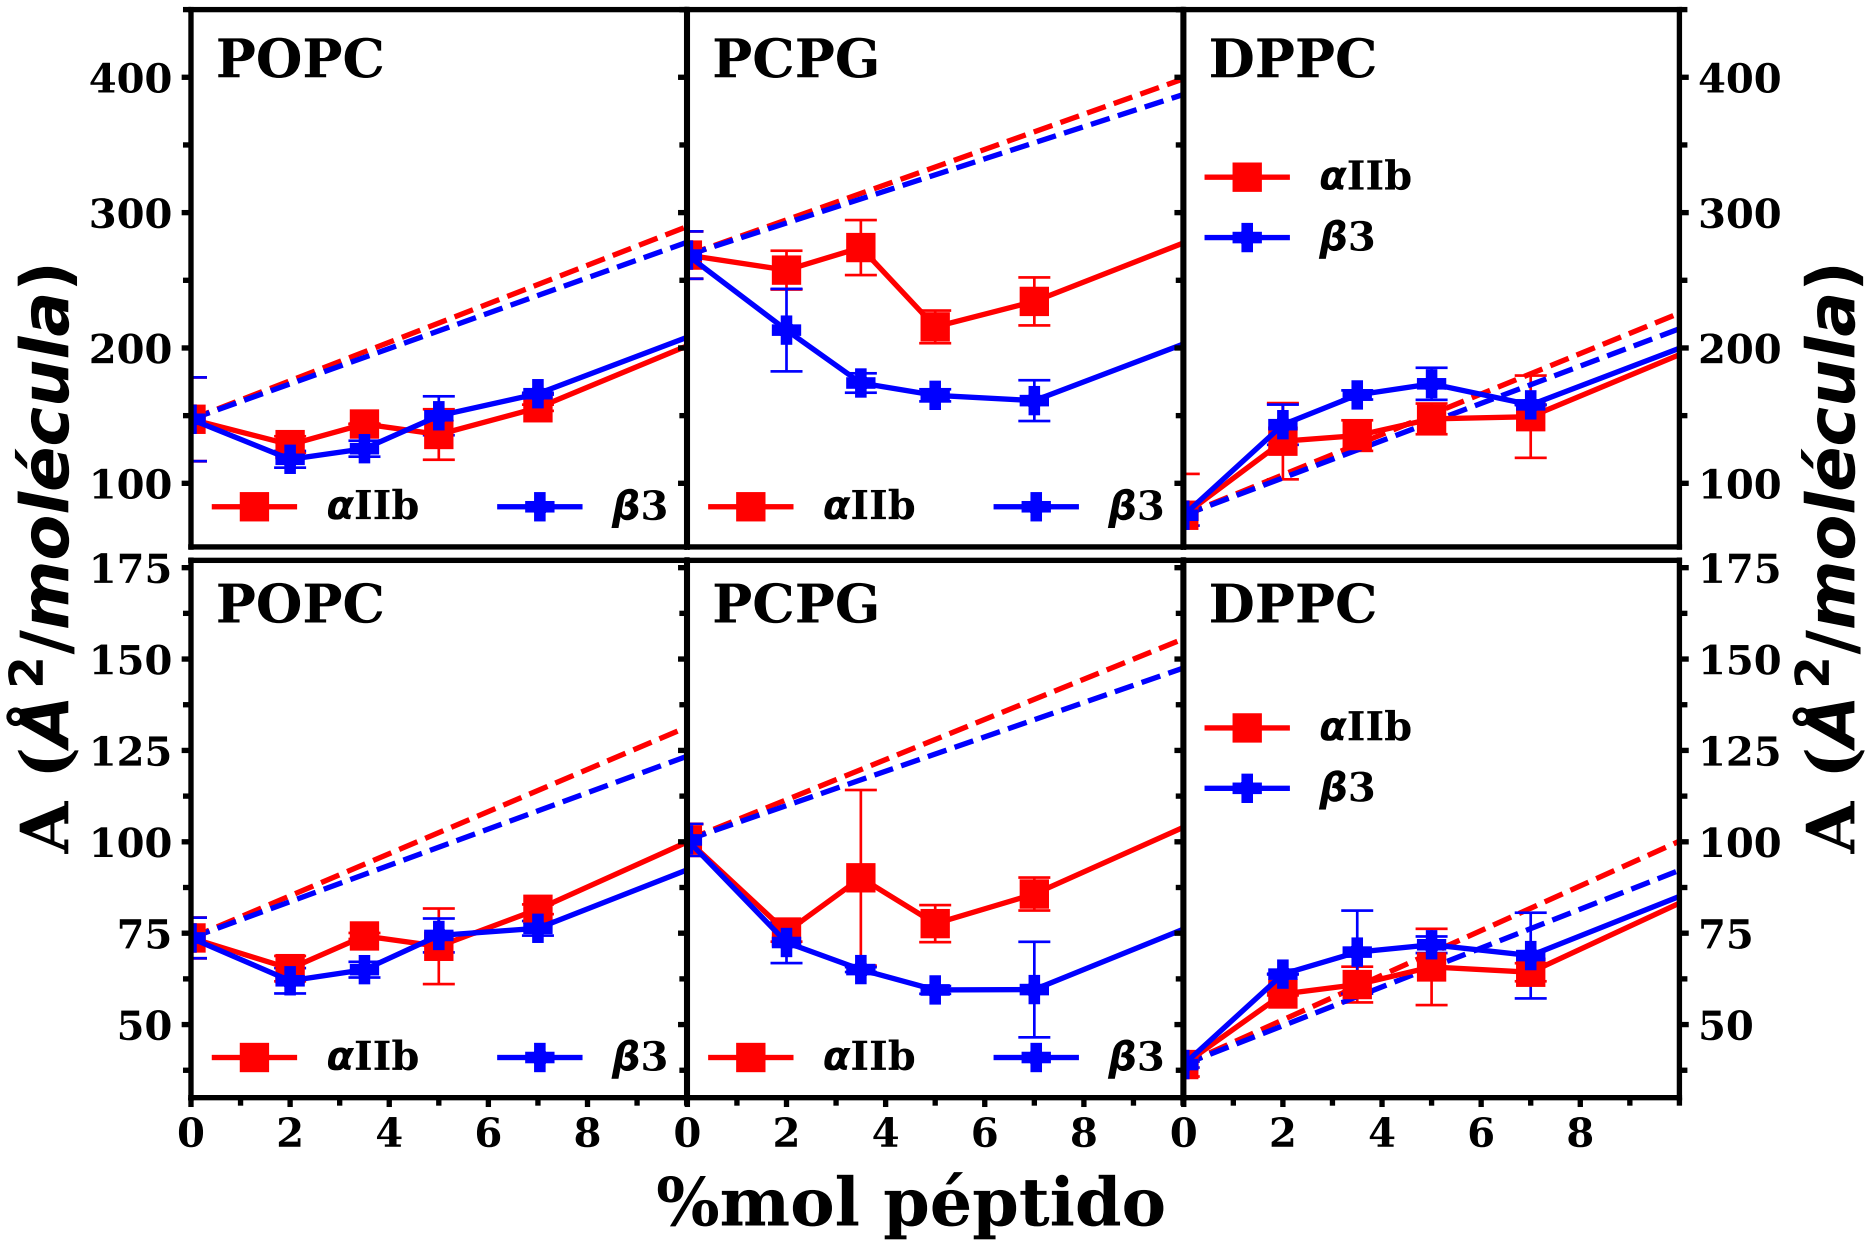 POPC
PCPG
DPPC
400
300
200
100
αIIb
β3
αIIb
β3
αIIb
β3
400
300
200
100
A (Å²/molécula)
A (Å²/molécula)
POPC
PCPG
DPPC
175
150
125
100
75
50
αIIb
β3
αIIb
β3
αIIb
β3
175
150
125
100
75
50
0 2 4 6 8 0 2 4 6 8 0 2 4 6 8
%mol péptido